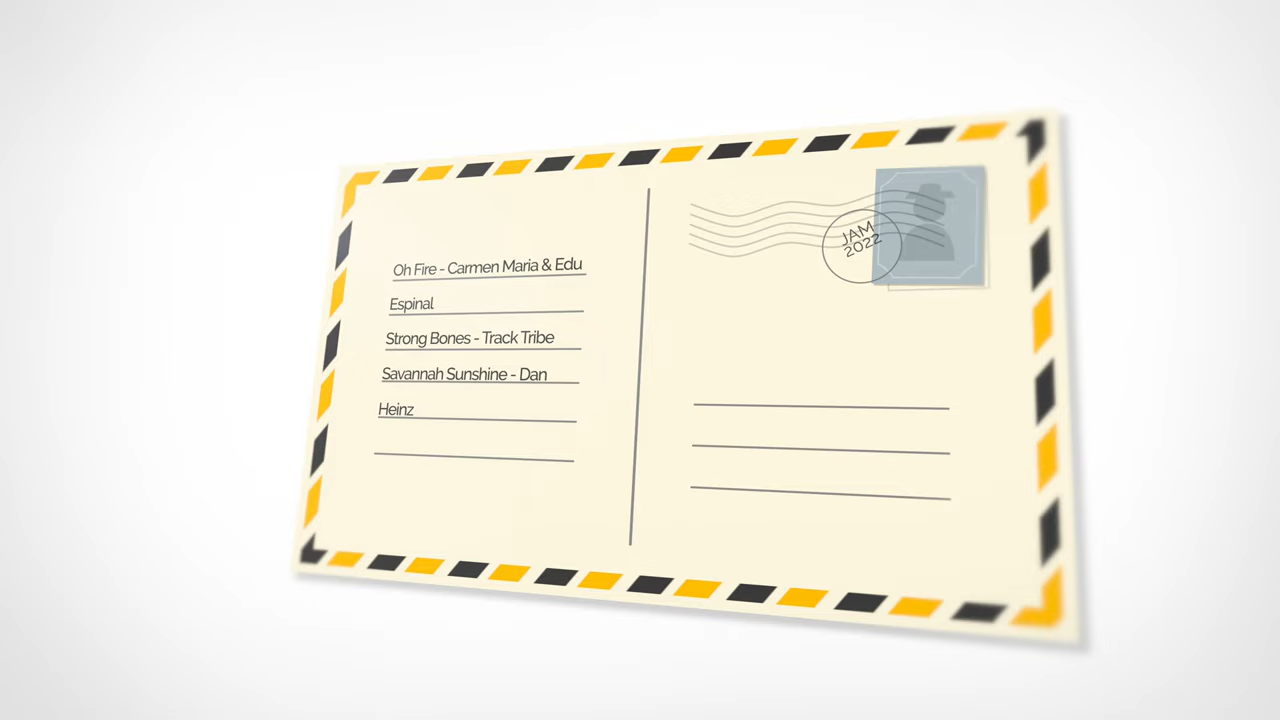 Oh Fire - Carmen Maria & Edu
Espinal
Strong Bones - Track Tribe
Savannah Sunshine - Dan
Heinz
JAM
2022